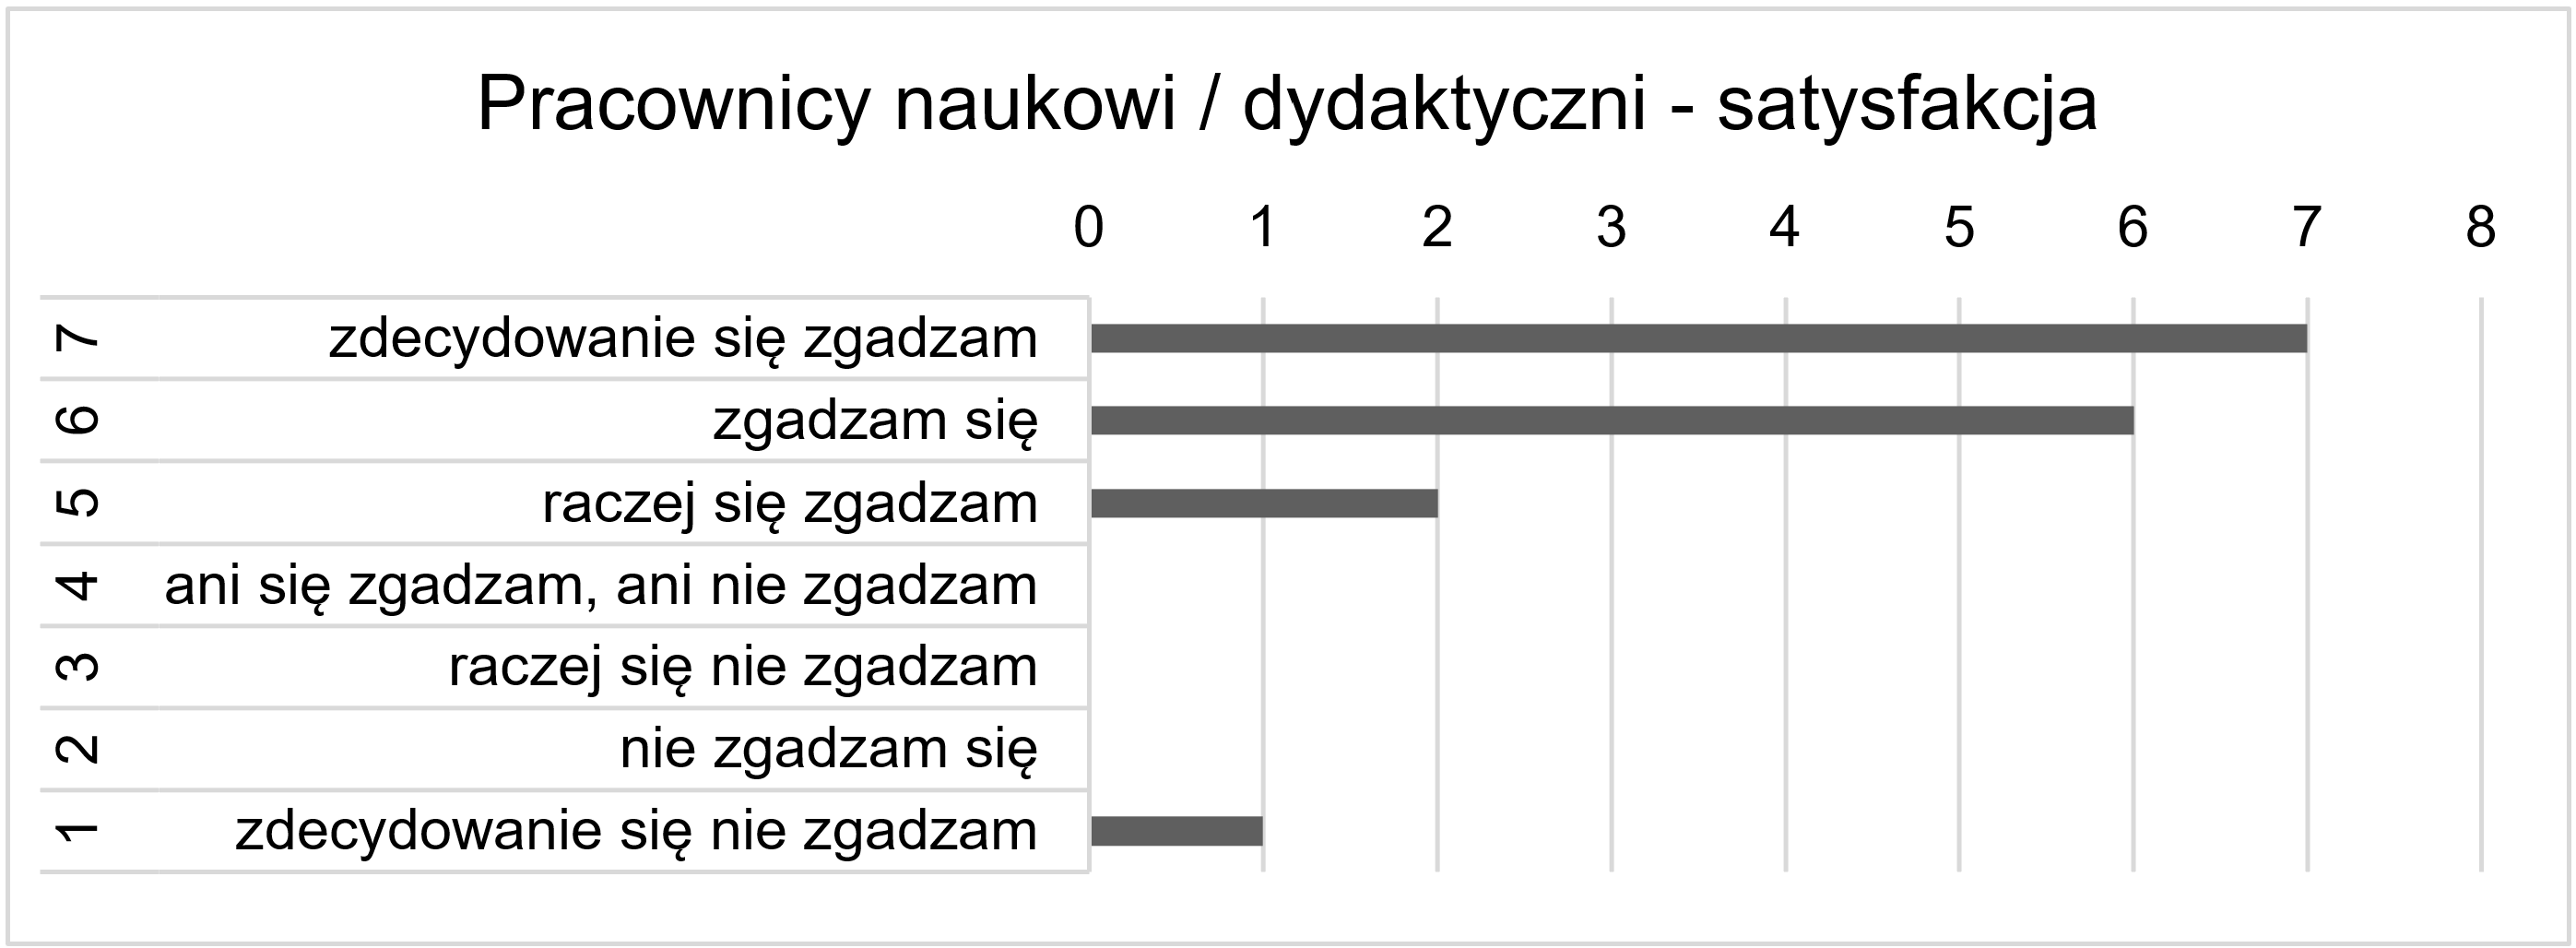 Pracownicy naukowi / dydaktyczni - satysfakcja
0 1 2 3 4 5 6 7 8
7 zdecydowanie się zgadzam
6 zgadzam się
5 raczej się zgadzam
4 ani się zgadzam, ani nie zgadzam
3 raczej się nie zgadzam
2 nie zgadzam się
1 zdecydowanie się nie zgadzam